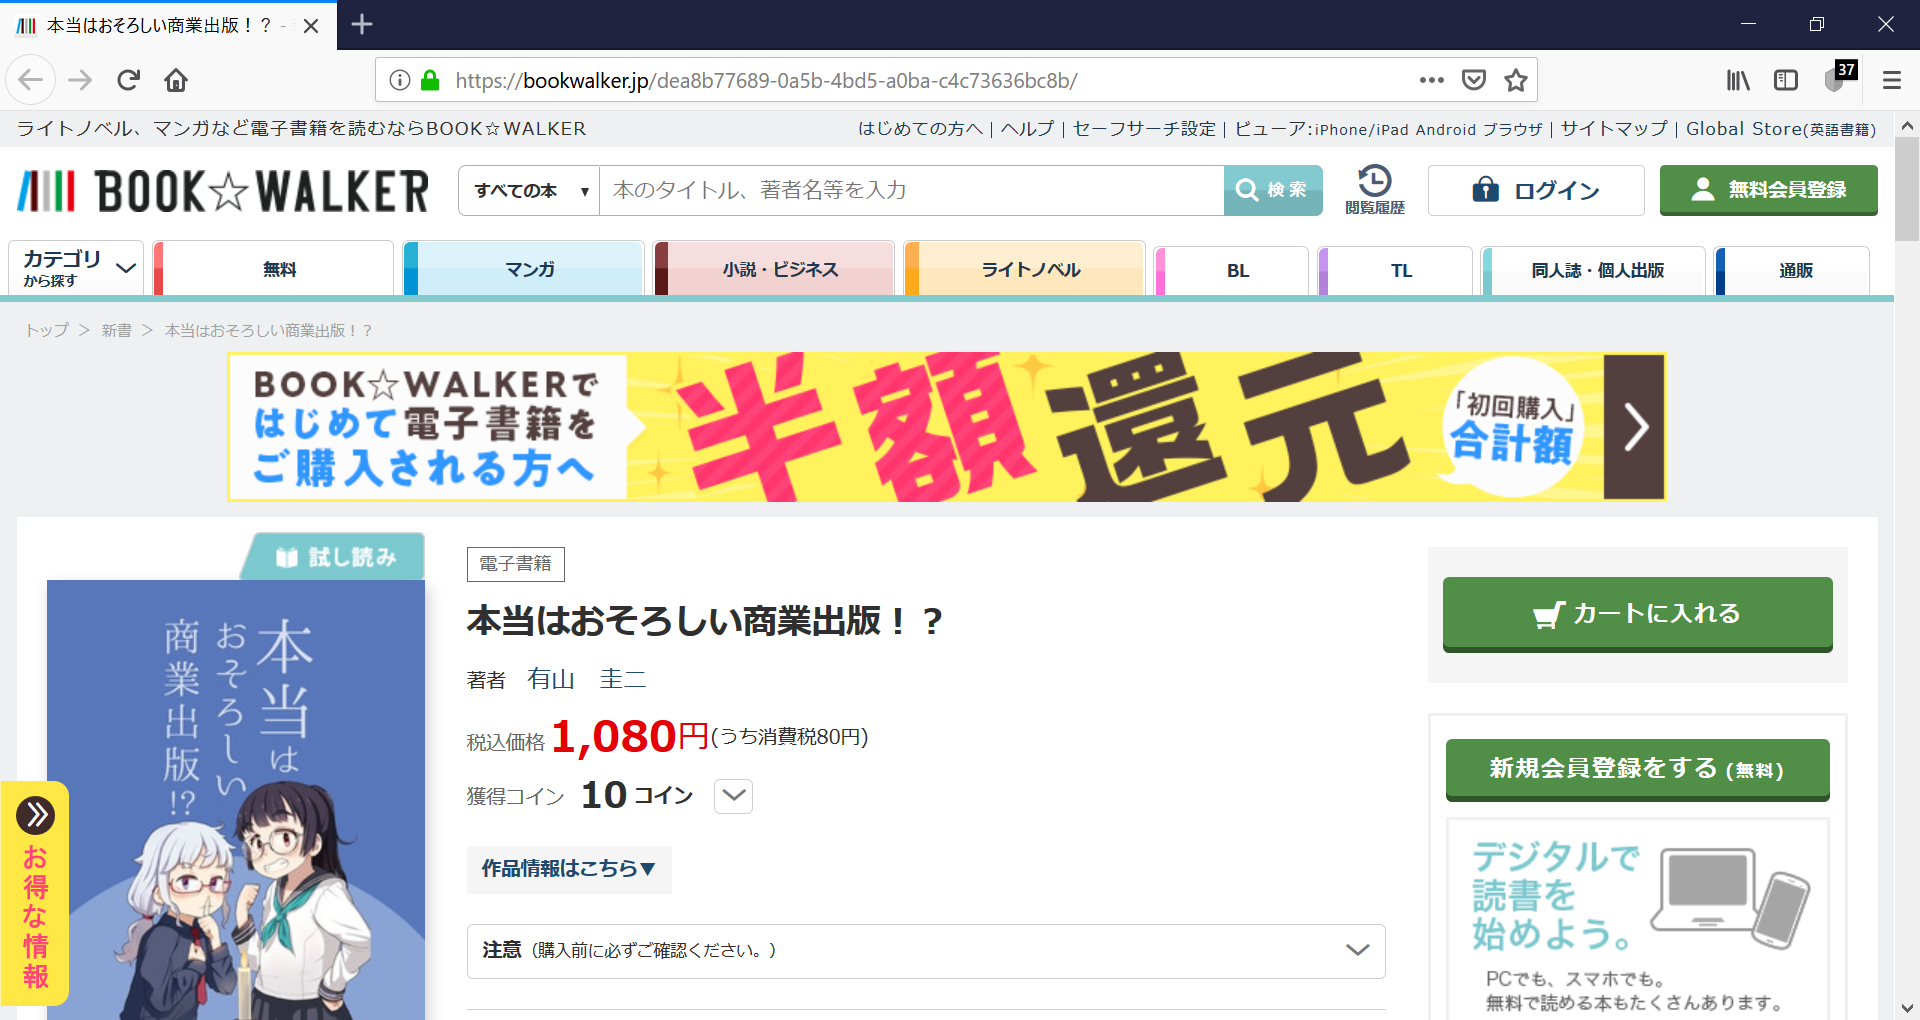 本当はおそろしい商業出版！？ -
https://bookwalker.jp/dea8b77689-0a5b-4bd5-a0ba-c4c73636bc8b/
37
ライトノベル、マンガなど電子書籍を読むならBOOK☆WALKER
はじめての方へ | ヘルプ | セーフサーチ設定 | ビューア:iPhone/iPad Android ブラウザ | サイトマップ | Global Store(英語書籍)
BOOK☆WALKER
すべての本 ▼
本のタイトル、著者名等を入力
検索
閲覧履歴
ログイン
無料会員登録
カテゴリ
から探す
無料
マンガ
小説・ビジネス
ライトノベル
BL
TL
同人誌・個人出版
通販
トップ > 新書 > 本当はおそろしい商業出版！？
BOOK☆WALKERで
はじめて電子書籍を
ご購入される方へ
半額還元
「初回購入」
合計額
試し読み
本当は
おそろしい
商業出版!?
電子書籍
本当はおそろしい商業出版！？
著者 有山 圭二
税込価格 1,080円(うち消費税80円)
獲得コイン 10コイン
作品情報はこちら▼
注意（購入前に必ずご確認ください。）
カートに入れる
新規会員登録をする(無料)
デジタルで
読書を
始めよう。
PCでも、スマホでも。
無料で読める本もたくさんあります。
お得な情報